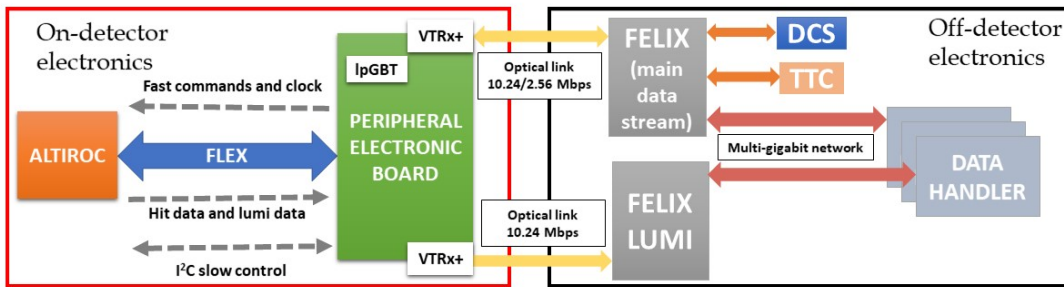 On-detector
electronics
Fast commands and clock
ALTIROC
FLEX
Hit data and lumi data
I²C slow control
VTRx+
lpGBT
PERIPHERAL
ELECTRONIC
BOARD
VTRx+
Optical link
10.24/2.56 Mbps
Optical link
10.24 Mbps
FELIX
(main
data
stream)
FELIX
LUMI
DCS
TTC
Off-detector
electronics
Multi-gigabit network
DATA
HANDLER